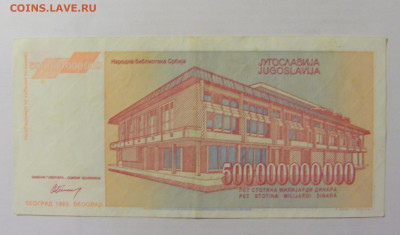 COINS.ЛАVE.RU
ЈУГОСЛАВИЈА
JUGOSLAVIJA
Народна библиотека Србије
500000000000
ПЕТ СТОТИНА МИЛИЈАРДИ ДИНАРА
PET STOTINA MILIJARDI DINARA
БЕОГРАД 1993 BEOGRAD